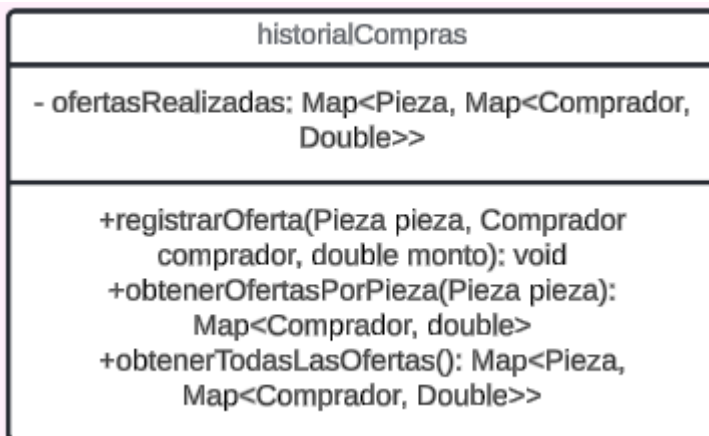 historialCompras
- ofertasRealizadas: Map<Pieza, Map<Comprador,
Double>>
+registrarOferta(Pieza pieza, Comprador
comprador, double monto): void
+obtenerOfertasPorPieza(Pieza pieza):
Map<Comprador, double>
+obtenerTodasLasOfertas(): Map<Pieza,
Map<Comprador, Double>>